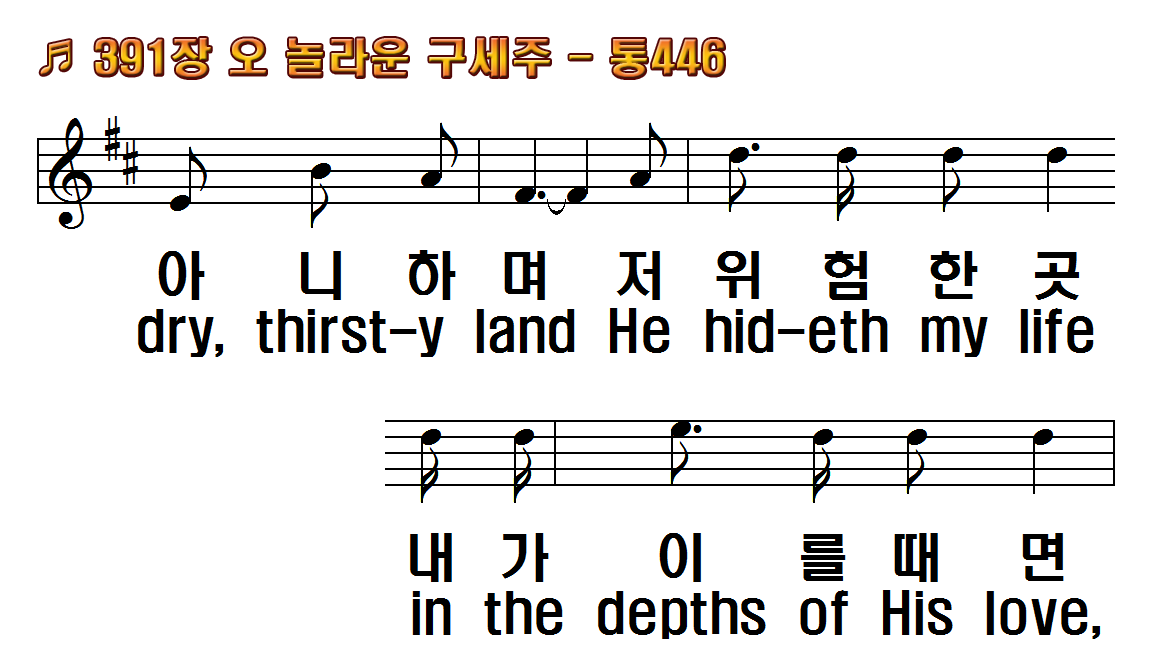 ♬ 391장 오 놀라운 구세주 - 통446
아 니 하 며 저 위 험 한 곳
dry, thirst-y land He hid-eth my life
내 가 이 를 때 면
in the depths of His love,